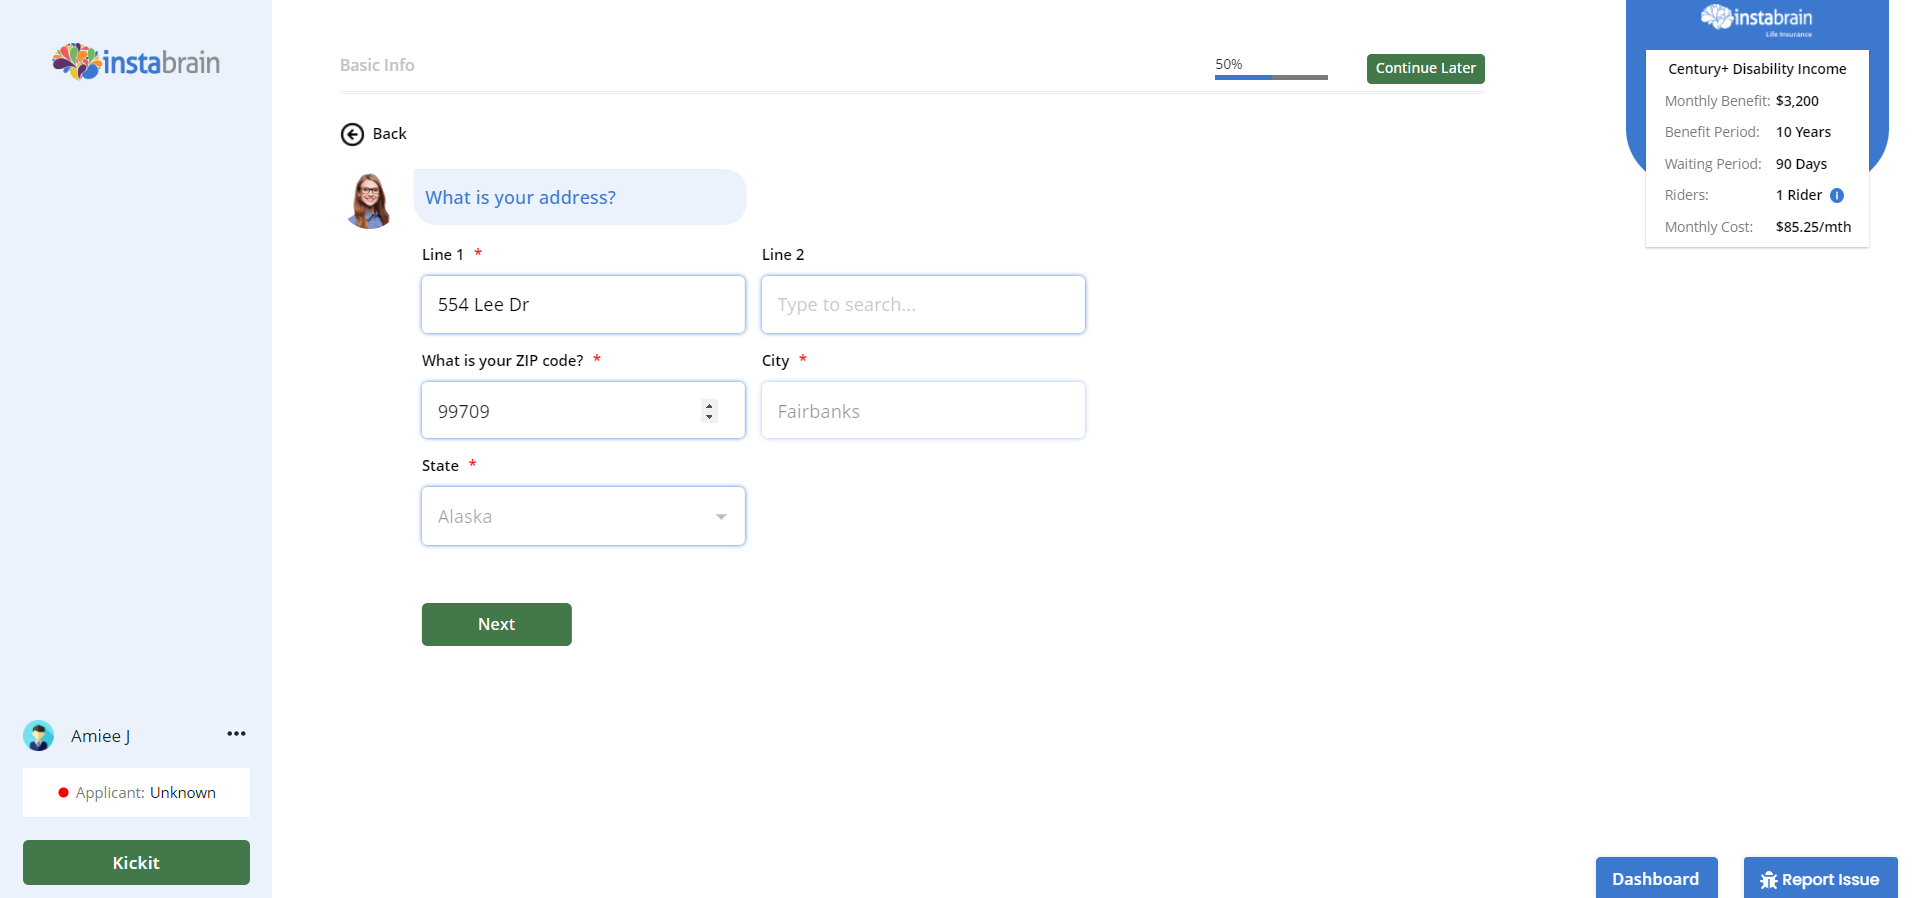 instabrain
Basic Info
50%
Continue Later
Back
What is your address?
Line 1 *
Line 2
554 Lee Dr
Type to search...
What is your ZIP code? *
City *
99709
Fairbanks
State *
Alaska
Next
Amiee J
Applicant: Unknown
Kickit
instabrain
Life Insurance
Century+ Disability Income
Monthly Benefit: $3,200
Benefit Period: 10 Years
Waiting Period: 90 Days
Riders: 1 Rider i
Monthly Cost: $85.25/mth
Dashboard
Report Issue